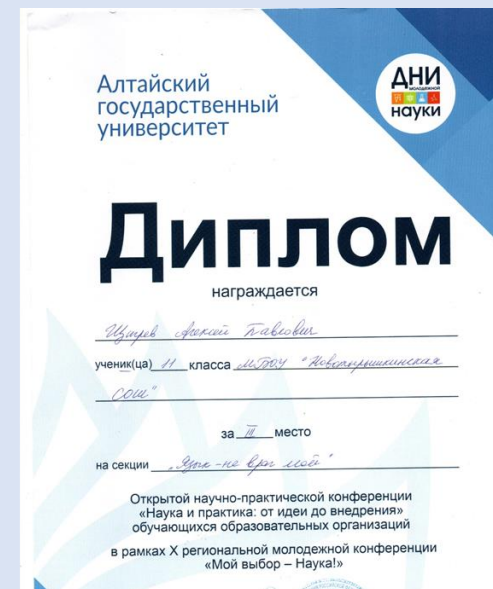 Алтайский
государственный
университет
ДНИ
МОЛОДЕЖНОЙ
науки
Диплом
награждается
Алексей Павлович
ученик(ца) 11 класса МБОУ "Новотырышкинская
СОШ"
за III место
на секции "Язык - не враг мой"
Открытой научно-практической конференции
«Наука и практика: от идеи до внедрения»
обучающихся образовательных организаций
в рамках X региональной молодежной конференции
«Мой выбор – Наука!»